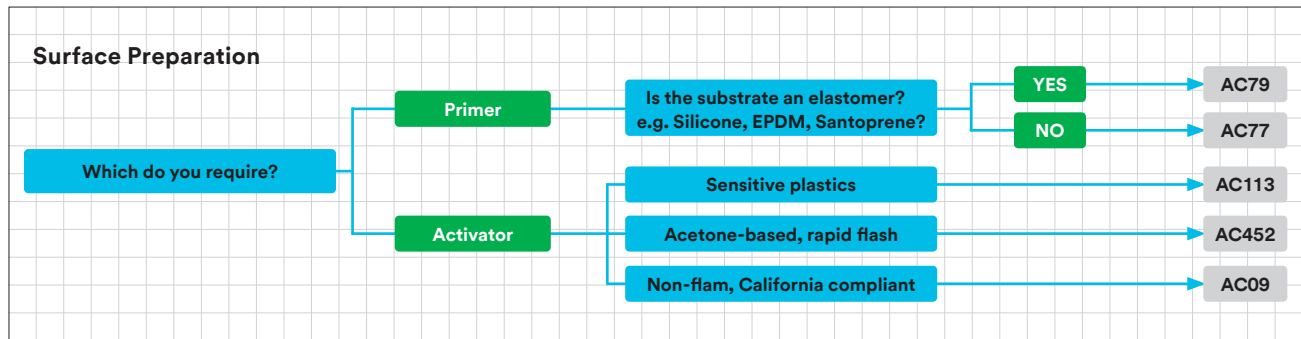 Surface Preparation
Which do you require?
Primer
Is the substrate an elastomer?
e.g. Silicone, EPDM, Santoprene?
YES
AC79
NO
AC77
Activator
Sensitive plastics
AC113
Acetone-based, rapid flash
AC452
Non-flam, California compliant
AC09